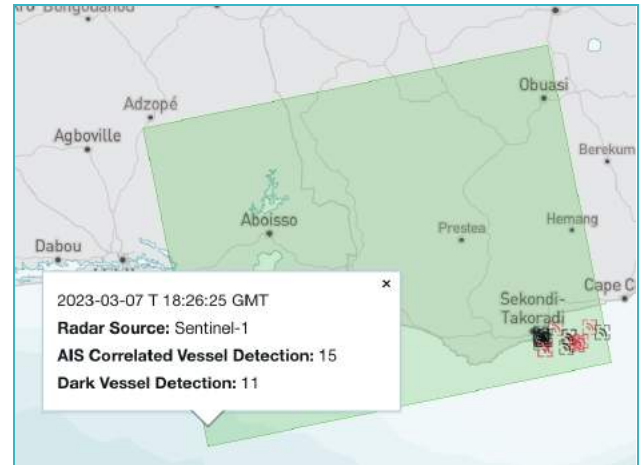 Bongouanou
Obuasi
Adzopé
Agboville
Berekum
Aboisso
Prestea
Hemang
Dabou
×
2023-03-07 T 18:26:25 GMT
Radar Source: Sentinel-1
AIS Correlated Vessel Detection: 15
Dark Vessel Detection: 11
Cape C
Sekondi-
Takoradi